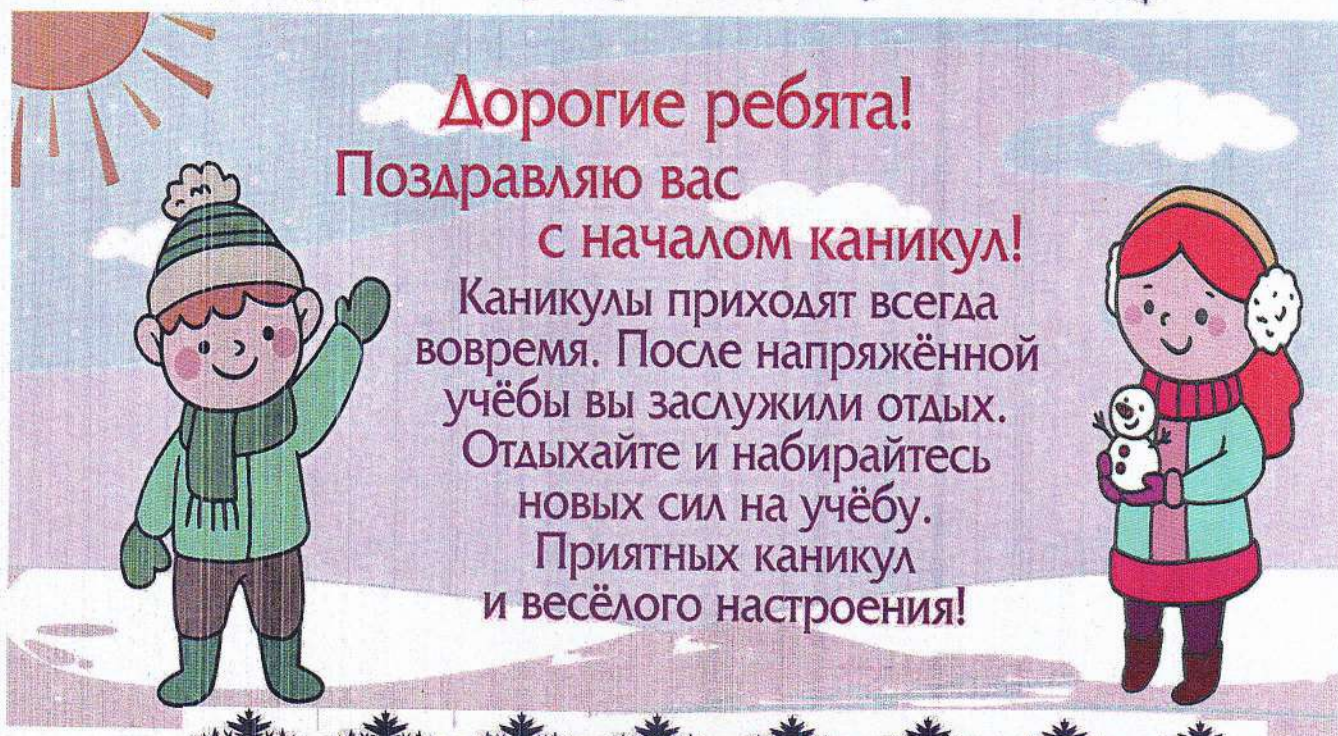 Дорогие ребята!
Поздравляю вас
с началом каникул!
Каникулы приходят всегда
вовремя. После напряжённой
учёбы вы заслужили отдых.
Отдыхайте и набирайтесь
новых сил на учёбу.
Приятных каникул
и весёлого настроения!